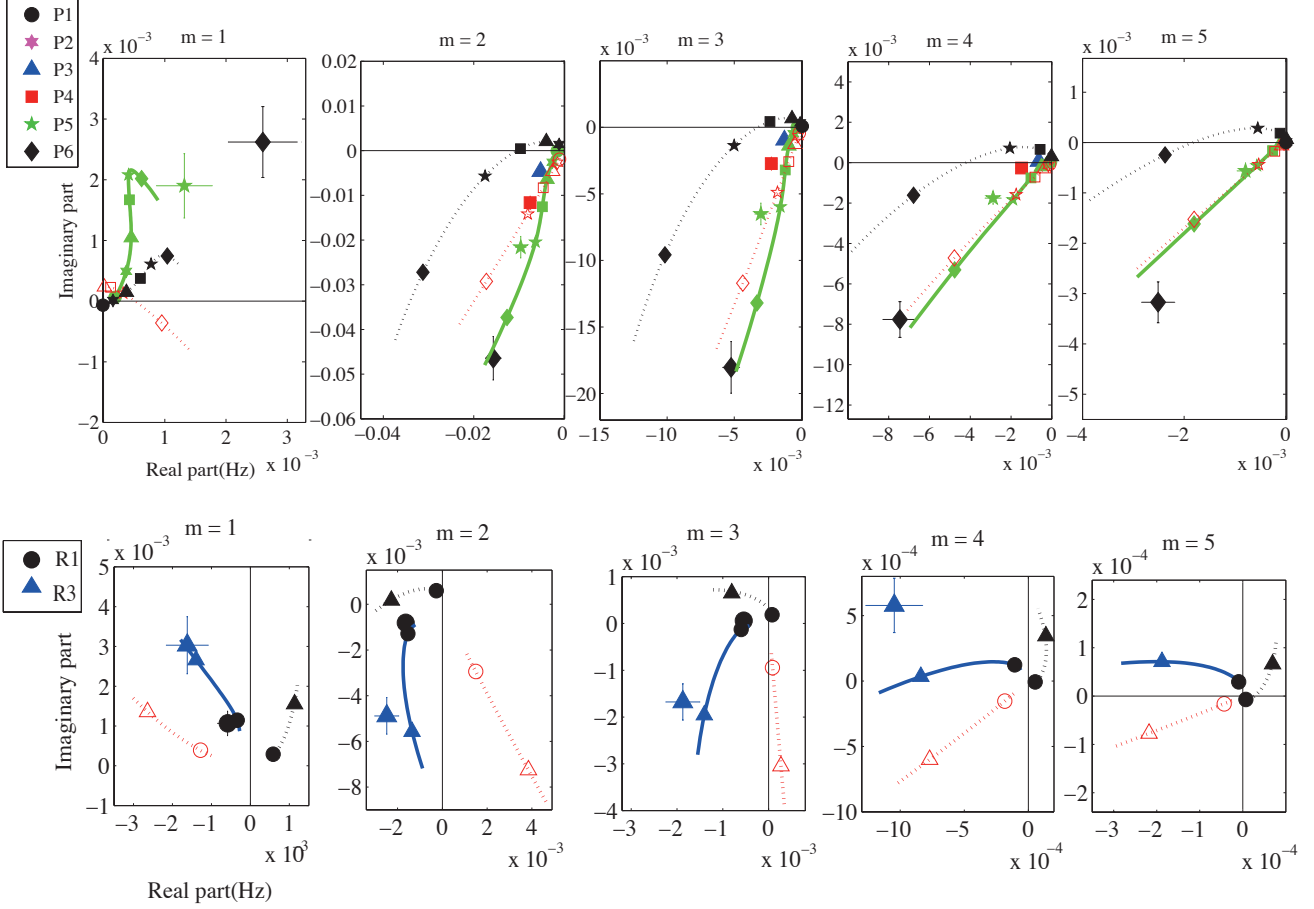 P1
P2
P3
P4
P5
P6
x 10⁻³ m = 1
m = 2
x 10⁻³ m = 3
x 10⁻³ m = 4
x 10⁻³ m = 5
Imaginary part
4
3
2
1
0
−1
−2
0 1 2 3
Real part(Hz) x 10⁻³
0.02
0.01
0
−0.01
−0.02
−0.03
−0.04
−0.05
−0.06
−0.04 −0.02 0
5
0
−5
−10
−15
−20
−15 −10 −5 0
x 10⁻³
4
2
0
−2
−4
−6
−8
−10
−12
−8 −6 −4 −2 0
x 10⁻³
1
0
−1
−2
−3
−4
−5
−4 −2 0
x 10⁻³
R1
R3
x 10⁻³ m = 1
x 10⁻³ m = 2
x 10⁻³ m = 3
x 10⁻⁴ m = 4
x 10⁻⁴ m = 5
Imaginary part
5
4
3
2
1
0
−1
−3 −2 −1 0 1
x 10⁻³
Real part(Hz)
0
−2
−4
−6
−8
−2 0 2 4
x 10⁻³
1
0
−1
−2
−3
−4
−3 −2 −1 0
x 10⁻³
5
0
−5
−10
−10 −5 0
x 10⁻⁴
2
1
0
−1
−2
−3 −2 −1 0
x 10⁻⁴